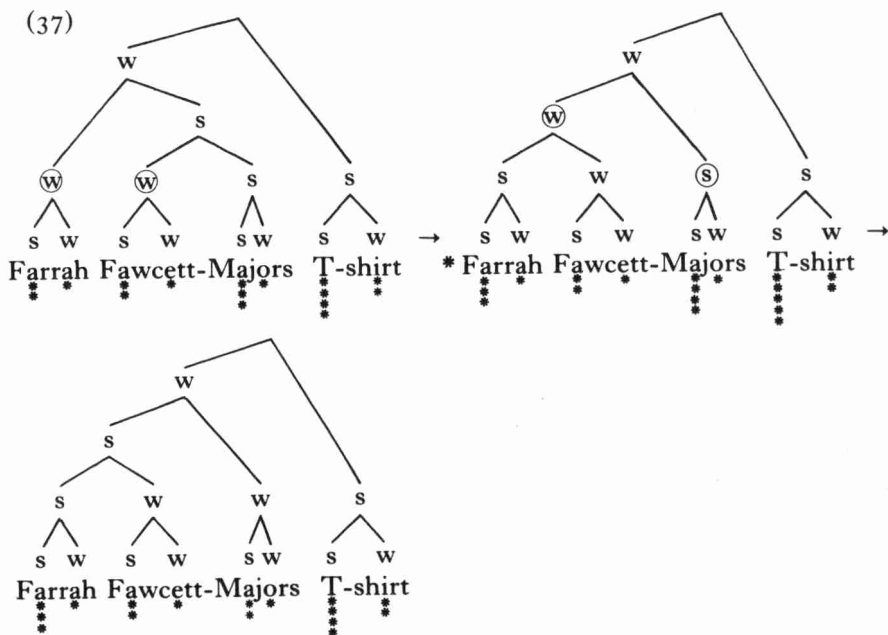 (37)
w w
s ⓦ
ⓦ ⓦ s s s w ⓢ s
s w s w s w s w → s w s w s w s w →
Farrah Fawcett-Majors T-shirt * Farrah Fawcett-Majors T-shirt
* * * * * * * * * * * * * * * *
* * * * * * * * * *
* * * * *
* * *
*
w
s
s w w s
s w s w s w s w
Farrah Fawcett-Majors T-shirt
* * * * * * * *
* * * * *
* *
*